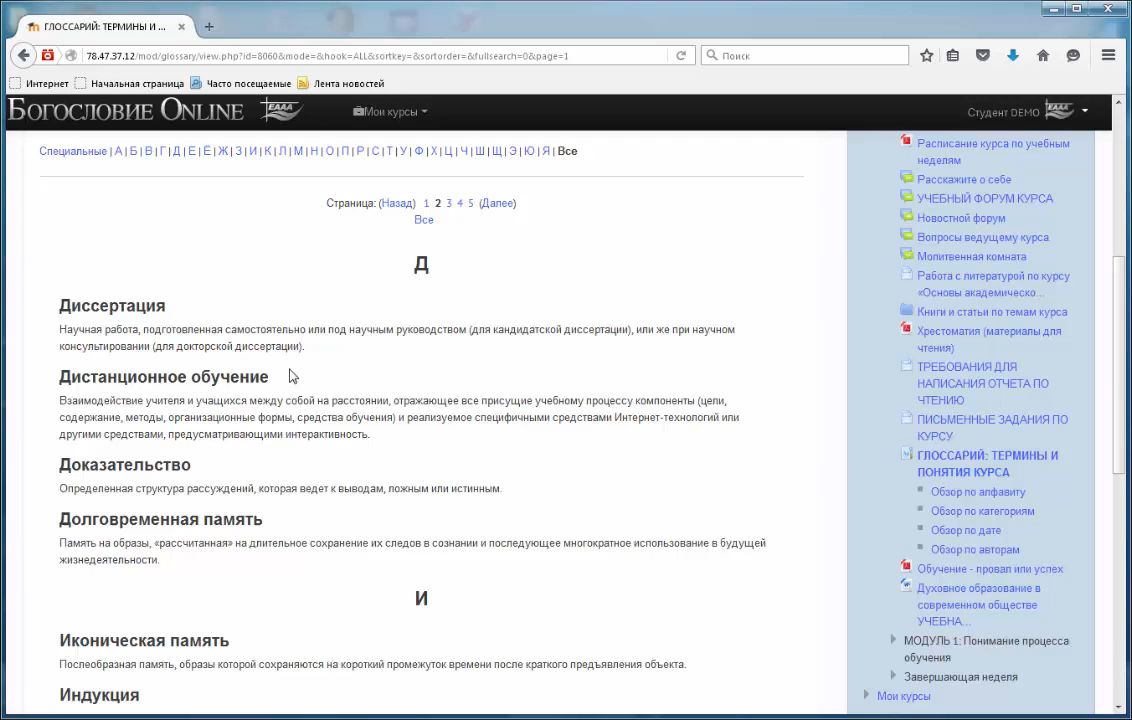 ГЛОССАРИЙ: ТЕРМИНЫ И ...
78.47.37.12/mod/glossary/view.php?id=8060&mode=&hook=ALL&sortkey=&sortorder=&fullsearch=0&page=1
Поиск
Интернет Начальная страница Часто посещаемые Лента новостей
БОГОСЛОВИЕ ONLINE ЕААА Мои курсы Студент DEMO ЕААА
Специальные | А | Б | В | Г | Д | Е | Ё | Ж | З | И | К | Л | М | Н | О | П | Р | С | Т | У | Ф | Х | Ц | Ч | Ш | Щ | Э | Ю | Я | Все
Страница: (Назад) 1 2 3 4 5 (Далее)
Все
Д
Диссертация
Научная работа, подготовленная самостоятельно или под научным руководством (для кандидатской диссертации), или же при научном
консультировании (для докторской диссертации).
Дистанционное обучение
Взаимодействие учителя и учащихся между собой на расстоянии, отражающее все присущие учебному процессу компоненты (цели,
содержание, методы, организационные формы, средства обучения) и реализуемое специфичными средствами Интернет-технологий или
другими средствами, предусматривающими интерактивность.
Доказательство
Определенная структура рассуждений, которая ведет к выводам, ложным или истинным.
Долговременная память
Память на образы, «рассчитанная» на длительное сохранение их следов в сознании и последующее многократное использование в будущей
жизнедеятельности.
И
Иконическая память
Послеобразная память, образы которой сохраняются на короткий промежуток времени после краткого предъявления объекта.
Индукция
Расписание курса по учебным
неделям
Расскажите о себе
УЧЕБНЫЙ ФОРУМ КУРСА
Новостной форум
Вопросы ведущему курса
Молитвенная комната
Работа с литературой по курсу
«Основы академическо...
Книги и статьи по темам курса
Хрестоматия (материалы для
чтения)
ТРЕБОВАНИЯ ДЛЯ
НАПИСАНИЯ ОТЧЕТА ПО
ЧТЕНИЮ
ПИСЬМЕННЫЕ ЗАДАНИЯ ПО
КУРСУ
ГЛОССАРИЙ: ТЕРМИНЫ И
ПОНЯТИЯ КУРСА
Обзор по алфавиту
Обзор по категориям
Обзор по дате
Обзор по авторам
Обучение - провал или успех
Духовное образование в
современном обществе
УЧЕБНА...
МОДУЛЬ 1: Понимание процесса
обучения
Завершающая неделя
Мои курсы